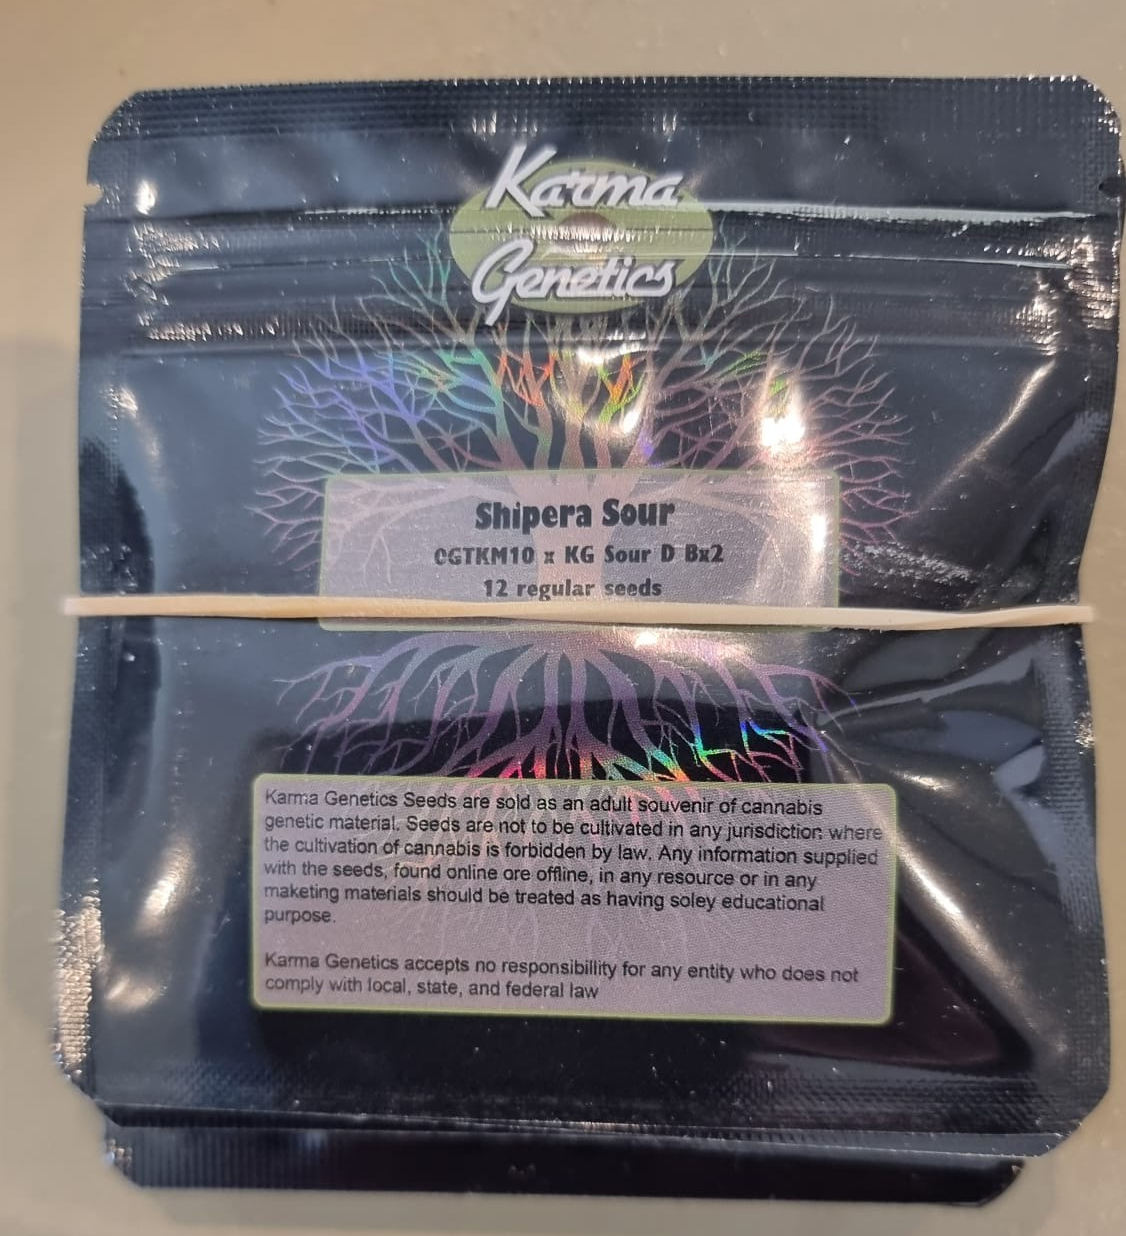 Karma
Genetics
Shipera Sour
OGTKM10 x KG Sour D Bx2
12 regular seeds
Karma Genetics Seeds are sold as an adult souvenir of cannabis
genetic material. Seeds are not to be cultivated in any jurisdiction where
the cultivation of cannabis is forbidden by law. Any information supplied
with the seeds, found online ore offline, in any resource or in any
maketing materials should be treated as having soley educational
purpose.
Karma Genetics accepts no responsibillity for any entity who does not
comply with local, state, and federal law